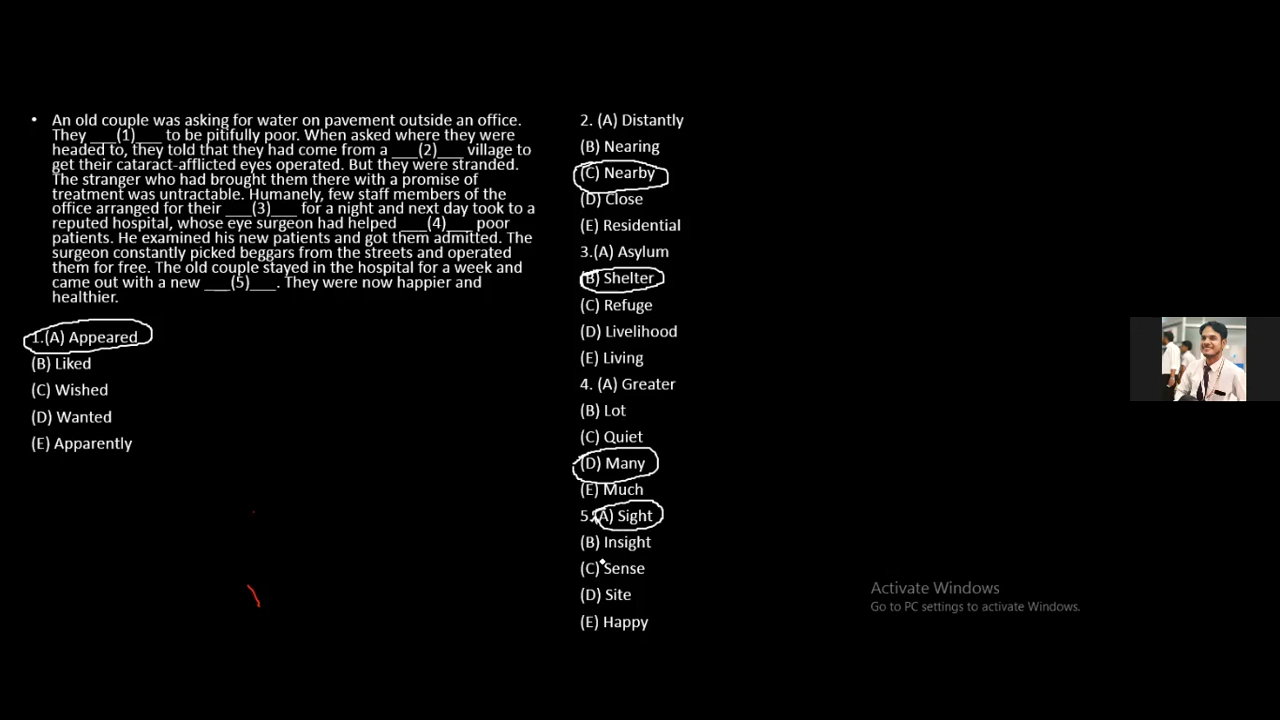 • An old couple was asking for water on pavement outside an office.
They ___(1)___ to be pitifully poor. When asked where they were
headed to, they told that they had come from a ___(2)___ village to
get their cataract-afflicted eyes operated. But they were stranded.
The stranger who had brought them there with a promise of
treatment was untractable. Humanely, few staff members of the
office arranged for their ___(3)___ for a night and next day took to a
reputed hospital, whose eye surgeon had helped ___(4)___ poor
patients. He examined his new patients and got them admitted. The
surgeon constantly picked beggars from the streets and operated
them for free. The old couple stayed in the hospital for a week and
came out with a new ___(5)___. They were now happier and
healthier.
1.(A) Appeared
(B) Liked
(C) Wished
(D) Wanted
(E) Apparently
2. (A) Distantly
(B) Nearing
(C) Nearby
(D) Close
(E) Residential
3.(A) Asylum
(B) Shelter
(C) Refuge
(D) Livelihood
(E) Living
4. (A) Greater
(B) Lot
(C) Quiet
(D) Many
(E) Much
5.(A) Sight
(B) Insight
(C) Sense
(D) Site
(E) Happy
Activate Windows
Go to PC settings to activate Windows.